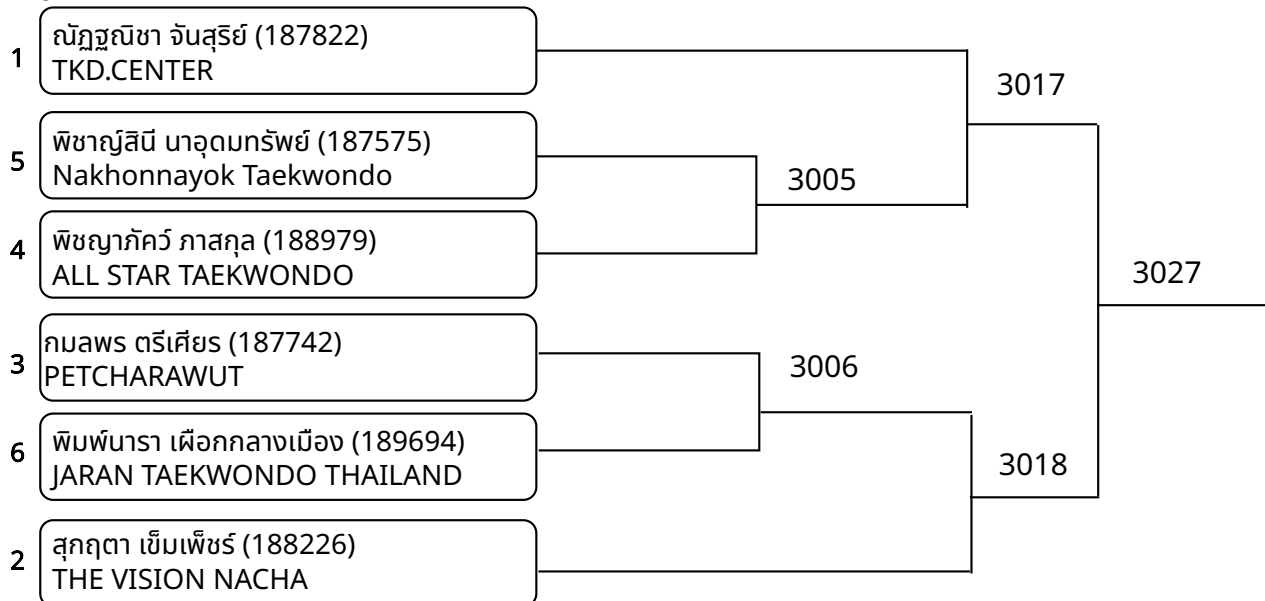 1
ณัฏฐณิชา จันสุริย์ (187822)
TKD.CENTER
3017
5
พิชาญ์สินี นาอุดมทรัพย์ (187575)
Nakhonnayok Taekwondo
3005
4
พิชญาภัคว์ ภาสกุล (188979)
ALL STAR TAEKWONDO
3027
3
กมลพร ตรีเศียร (187742)
PETCHARAWUT
3006
6
พิมพ์นารา เผือกกลางเมือง (189694)
JARAN TAEKWONDO THAILAND
3018
2
สุกฤตา เข็มเพ็ชร์ (188226)
THE VISION NACHA